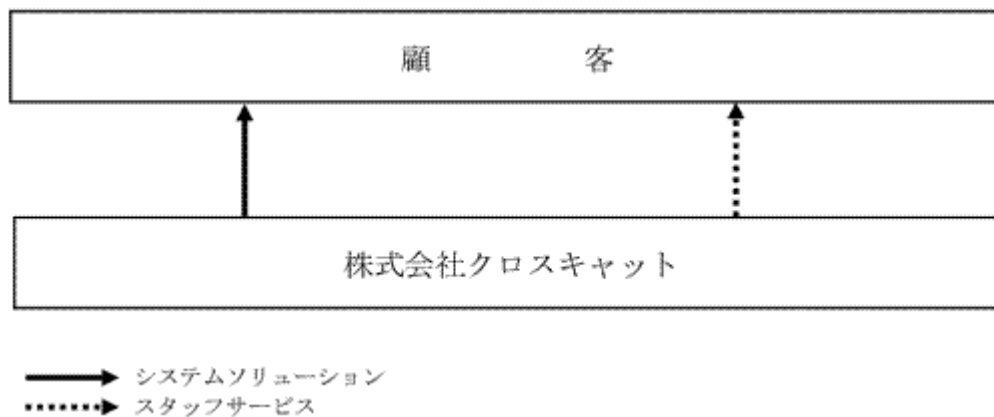 顧客
株式会社クロスキャット
システムソリューション
スタッフサービス